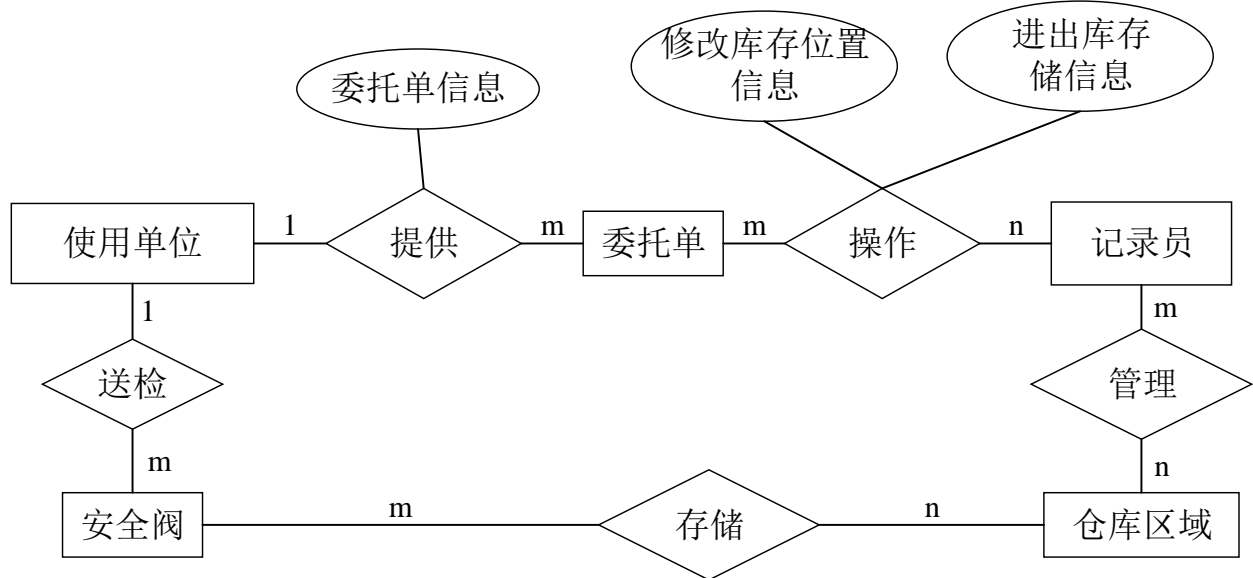 委托单信息
修改库存位置
信息
进出库存
储信息
使用单位
1
提供
m
委托单
m
操作
n
记录员
1
m
送检
管理
m
n
安全阀
m
存储
n
仓库区域